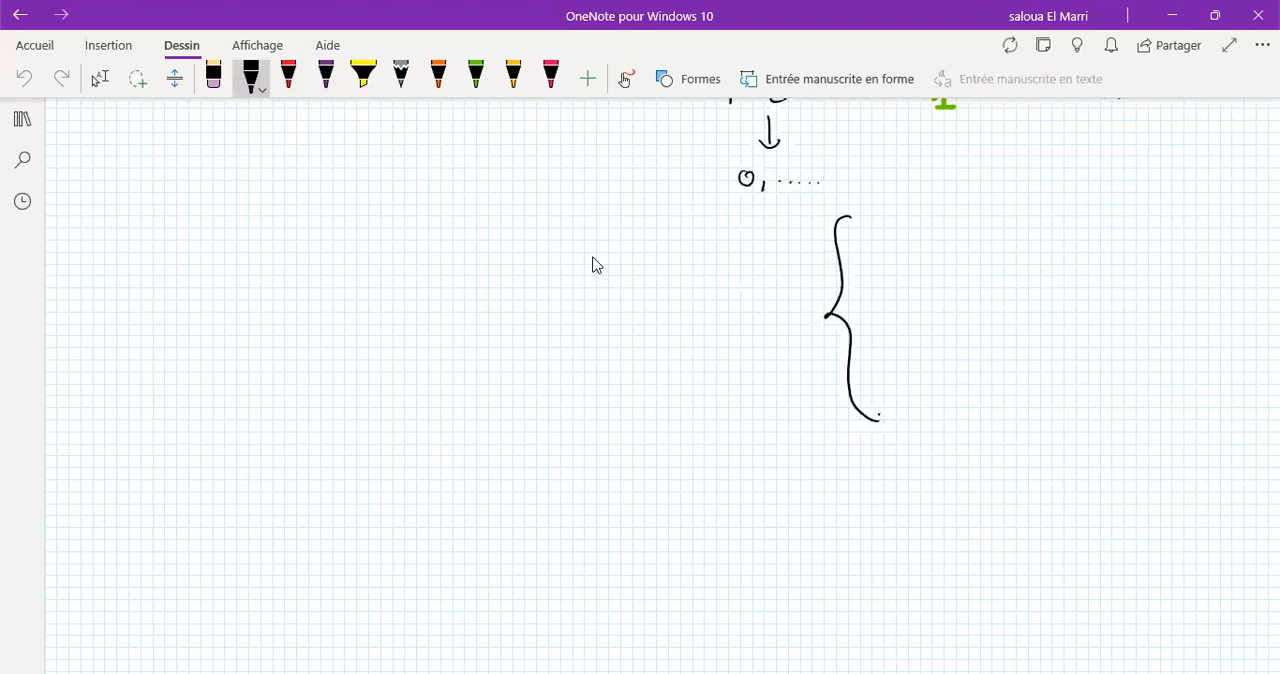 OneNote pour Windows 10
saloua El Marri
Accueil Insertion Dessin Affichage Aide
Partager
Formes Entrée manuscrite en forme Entrée manuscrite en texte
0, .....